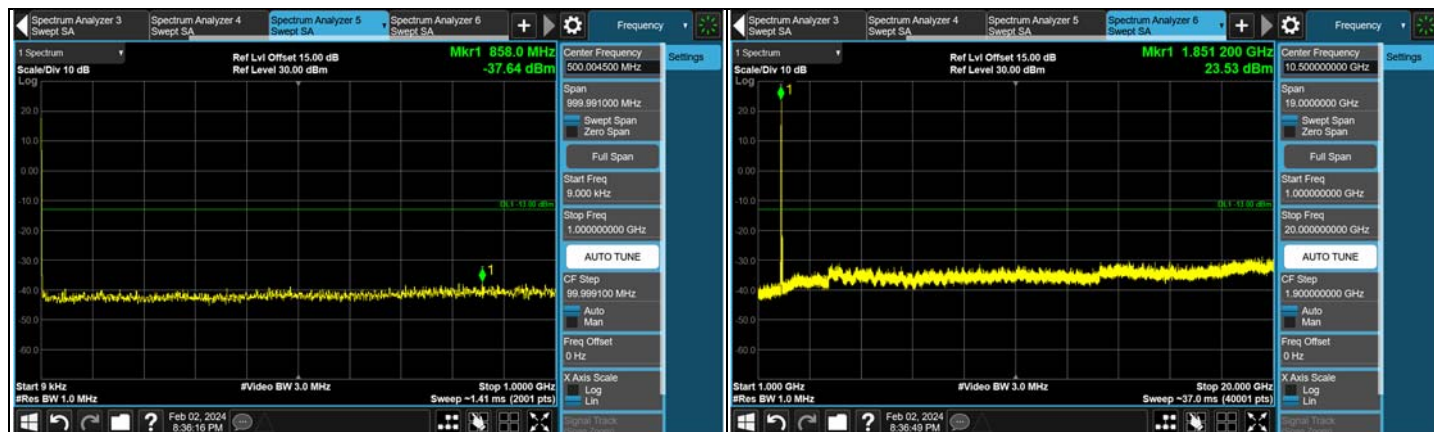 Spectrum Analyzer 3
Swept SA
Spectrum Analyzer 4
Swept SA
Spectrum Analyzer 5
Swept SA
Spectrum Analyzer 6
Swept SA
+
Frequency
1 Spectrum
Scale/Div 10 dB
Log
Ref Lvl Offset 15.00 dB
Ref Level 30.00 dBm
Mkr1 858.0 MHz
-37.64 dBm
20.0
10.0
0.00
-10.0
-20.0
-30.0
-40.0
-50.0
-60.0
DL1 -13.00 dBm
1
Start 9 kHz
#Res BW 1.0 MHz
#Video BW 3.0 MHz
Stop 1.0000 GHz
Sweep ~1.41 ms (2001 pts)
Center Frequency
500.004500 MHz
Settings
Span
999.991000 MHz
Swept Span
Zero Span
Full Span
Start Freq
9.000 kHz
Stop Freq
1.000000000 GHz
AUTO TUNE
CF Step
99.999100 MHz
Auto
Man
Freq Offset
0 Hz
X Axis Scale
Log
Lin
Signal Track
?
Feb 02, 2024
8:36:16 PM
Spectrum Analyzer 3
Swept SA
Spectrum Analyzer 4
Swept SA
Spectrum Analyzer 5
Swept SA
Spectrum Analyzer 6
Swept SA
+
Frequency
1 Spectrum
Scale/Div 10 dB
Log
Ref Lvl Offset 15.00 dB
Ref Level 30.00 dBm
Mkr1 1.851 200 GHz
23.53 dBm
1
20.0
10.0
0.00
-10.0
-20.0
-30.0
-40.0
-50.0
-60.0
DL1 -13.00 dBm
Start 1.000 GHz
#Res BW 1.0 MHz
#Video BW 3.0 MHz
Stop 20.000 GHz
Sweep ~37.0 ms (40001 pts)
Center Frequency
10.500000000 GHz
Settings
Span
19.0000000 GHz
Swept Span
Zero Span
Full Span
Start Freq
1.000000000 GHz
Stop Freq
20.000000000 GHz
AUTO TUNE
CF Step
1.900000000 GHz
Auto
Man
Freq Offset
0 Hz
X Axis Scale
Log
Lin
Signal Track
?
Feb 02, 2024
8:36:49 PM